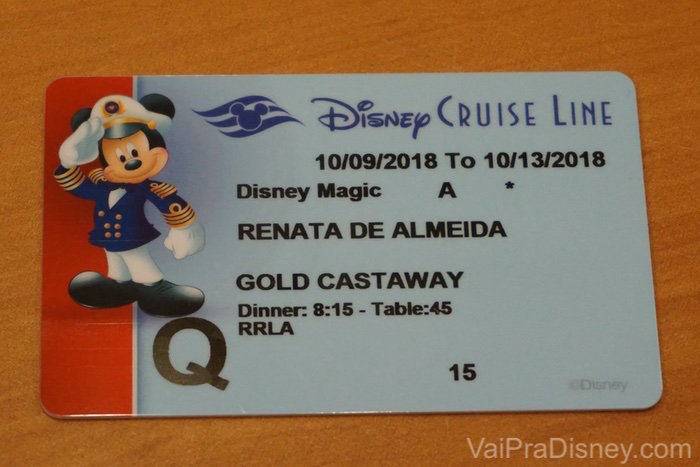 Disney Cruise Line
10/09/2018 To 10/13/2018
Disney Magic A *
RENATA DE ALMEIDA
GOLD CASTAWAY
Dinner: 8:15 - Table:45
RRLA
Q
15
©Disney
VaiPraDisney.com